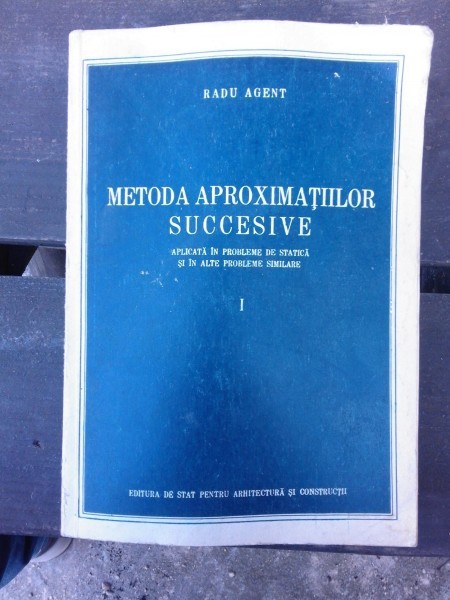 RADU AGENT
METODA APROXIMAȚIILOR
SUCCESIVE
APLICATĂ ÎN PROBLEME DE STATICĂ
ȘI ÎN ALTE PROBLEME SIMILARE
I
EDITURA DE STAT PENTRU ARHITECTURĂ ȘI CONSTRUCȚII